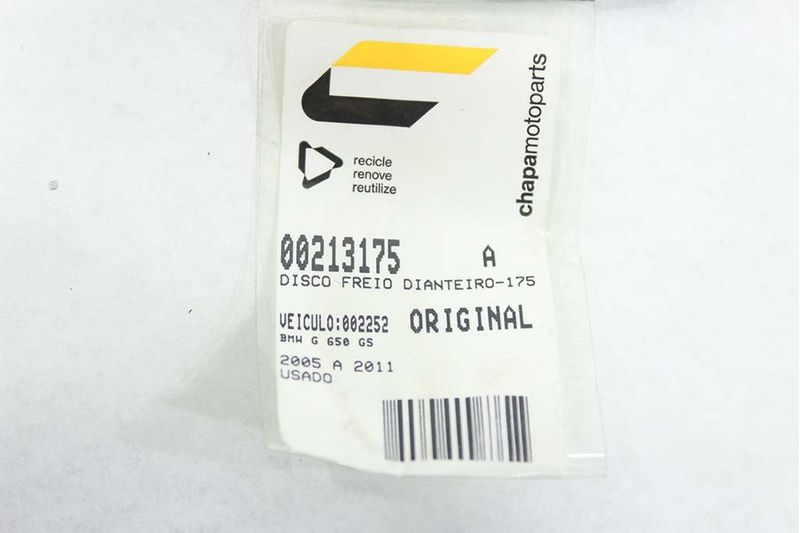 chapamotoparts
recicle
renove
reutilize
00213175 A
DISCO FREIO DIANTEIRO-175
VEICULO:002252 ORIGINAL
BMW G 650 GS
2005 A 2011
USADO